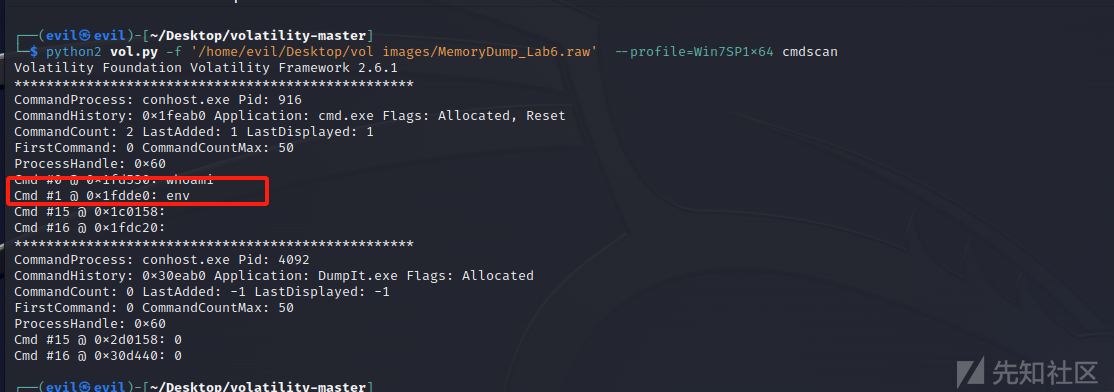 ┌──(evil㉿evil)-[~/Desktop/volatility-master]
└─$ python2 vol.py -f '/home/evil/Desktop/vol images/MemoryDump_Lab6.raw' --profile=Win7SP1×64 cmdscan
Volatility Foundation Volatility Framework 2.6.1
**************************************************
CommandProcess: conhost.exe Pid: 916
CommandHistory: 0×1feab0 Application: cmd.exe Flags: Allocated, Reset
CommandCount: 2 LastAdded: 1 LastDisplayed: 1
FirstCommand: 0 CommandCountMax: 50
ProcessHandle: 0×60
Cmd #0 @ 0×1fd530: whoami
Cmd #1 @ 0×1fdde0: env
Cmd #15 @ 0×1c0158:
Cmd #16 @ 0×1fdc20:
**************************************************
CommandProcess: conhost.exe Pid: 4092
CommandHistory: 0×30eab0 Application: DumpIt.exe Flags: Allocated
CommandCount: 0 LastAdded: -1 LastDisplayed: -1
FirstCommand: 0 CommandCountMax: 50
ProcessHandle: 0×60
Cmd #15 @ 0×2d0158: 0
Cmd #16 @ 0×30d440: 0
┌──(evil㉿evil)-[~/Desktop/volatility-master]
先知社区